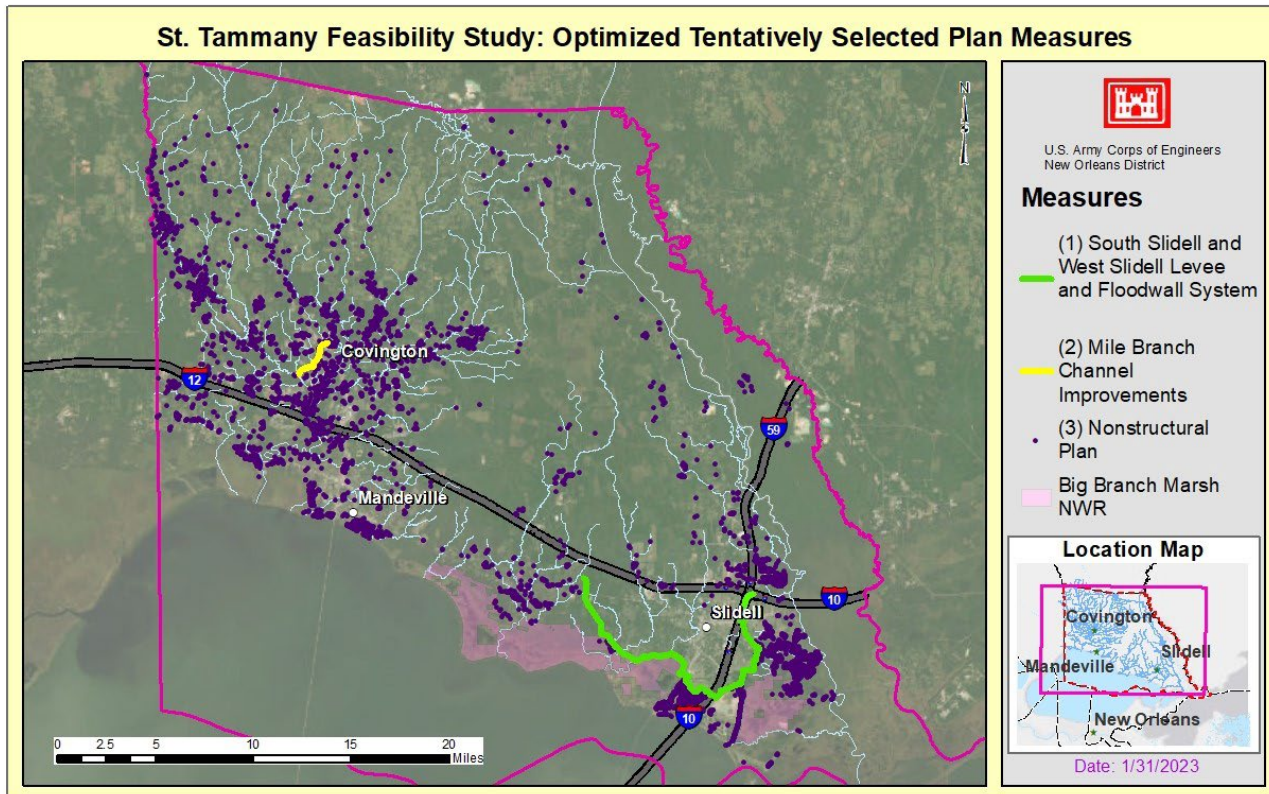 St. Tammany Feasibility Study: Optimized Tentatively Selected Plan Measures
N
Covington
12
59
Mandeville
Slidell
10
10
0 2.5 5 10 15 20
Miles
U.S. Army Corps of Engineers
New Orleans District
Measures
(1) South Slidell and
West Slidell Levee
and Floodwall System
(2) Mile Branch
Channel
Improvements
(3) Nonstructural
Plan
Big Branch Marsh
NWR
Location Map
Covington
Slidell
Mandeville
New Orleans
Date: 1/31/2023